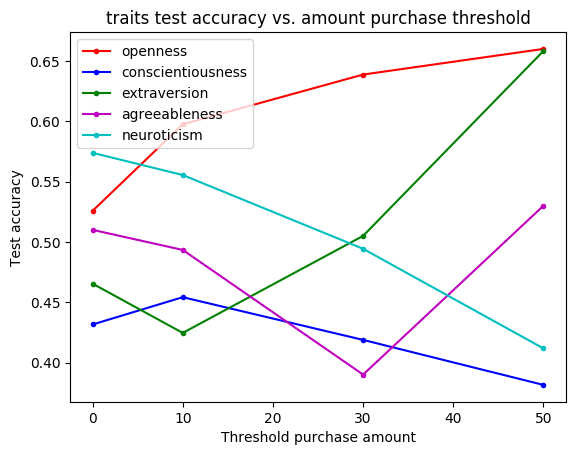 traits test accuracy vs. amount purchase threshold
openness
conscientiousness
extraversion
agreeableness
neuroticism
0.65
0.60
0.55
0.50
0.45
0.40
Test accuracy
0 10 20 30 40 50
Threshold purchase amount